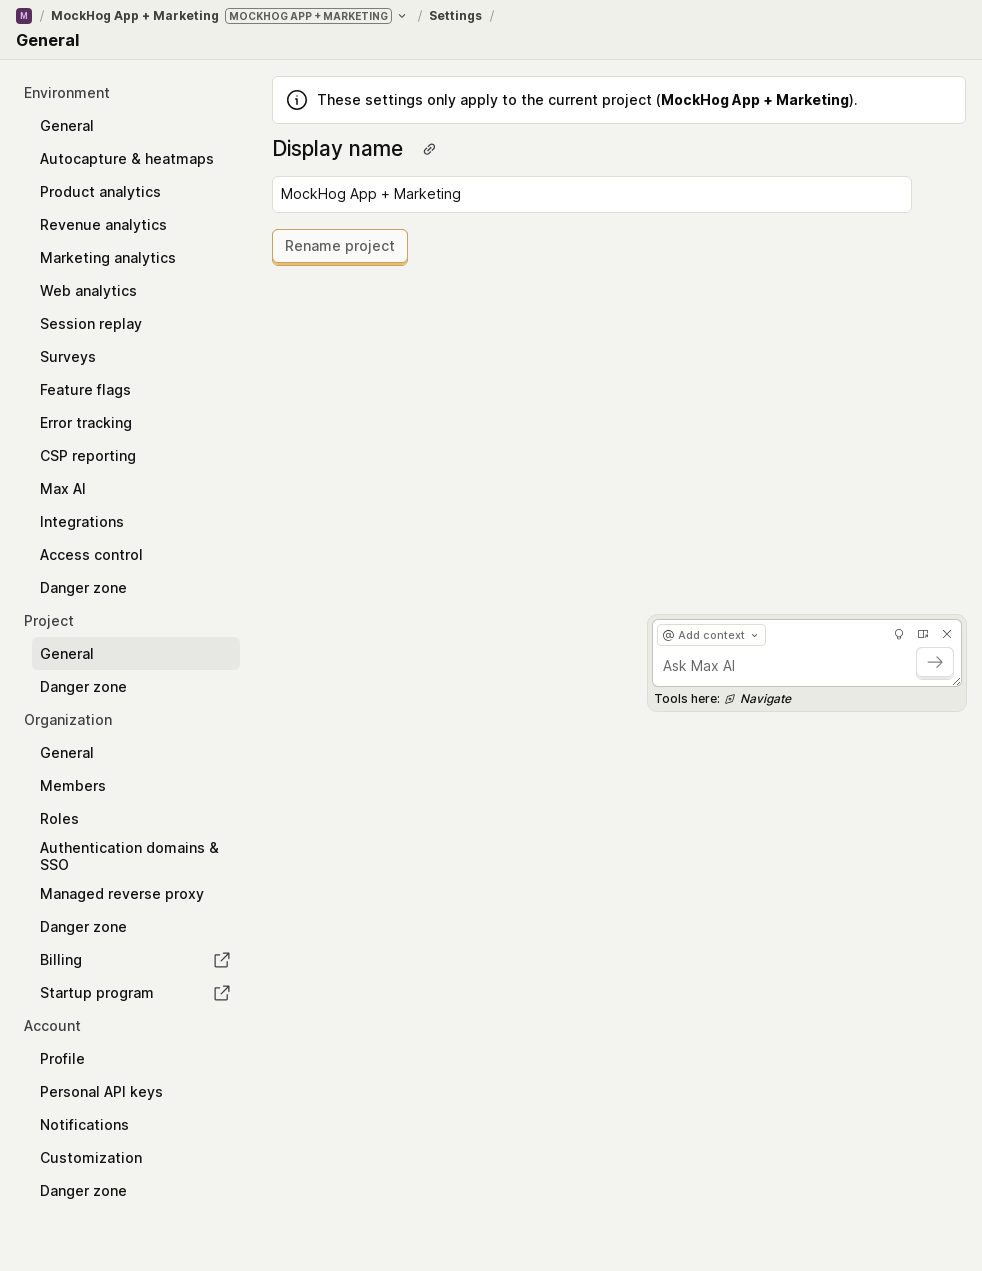 M / MockHog App + Marketing MOCKHOG APP + MARKETING / Settings /
General
Environment
General
Autocapture & heatmaps
Product analytics
Revenue analytics
Marketing analytics
Web analytics
Session replay
Surveys
Feature flags
Error tracking
CSP reporting
Max AI
Integrations
Access control
Danger zone
Project
General
Danger zone
Organization
General
Members
Roles
Authentication domains &
SSO
Managed reverse proxy
Danger zone
Billing
Startup program
Account
Profile
Personal API keys
Notifications
Customization
Danger zone
These settings only apply to the current project (MockHog App + Marketing).
Display name
MockHog App + Marketing
Rename project
@ Add context
Ask Max AI
Tools here: Navigate